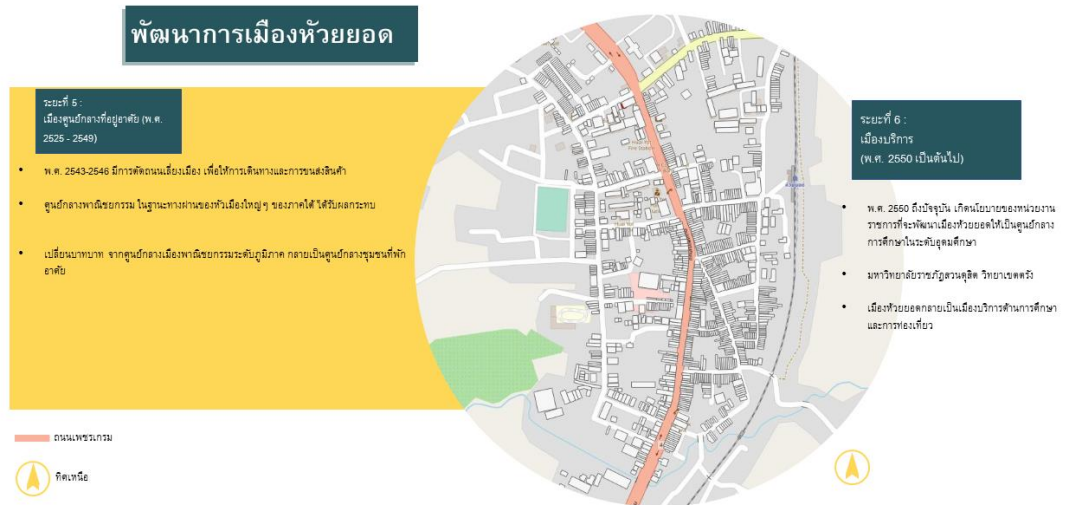 พัฒนาการเมืองห้วยยอด
ระยะที่ 5 :
เมืองศูนย์กลางที่อยู่อาศัย (พ.ศ.
2525 - 2549)
• พ.ศ. 2543-2546 มีการตัดถนนเลี่ยงเมือง เพื่อให้การเดินทางและการขนส่งสินค้า
• ศูนย์กลางพาณิชยกรรม ในฐานะทางผ่านของหัวเมืองใหญ่ๆ ของภาคใต้ ได้รับผลกระทบ
• เปลี่ยนบาทบาท จากศูนย์กลางเมืองพาณิชยกรรมระดับภูมิภาค กลายเป็นศูนย์กลางชุมชนที่พัก
อาศัย
ถนนเพชรเกรม
ทิศเหนือ
ระยะที่ 6 :
เมืองบริการ
(พ.ศ. 2550 เป็นต้นไป)
• พ.ศ. 2550 ถึงปัจจุบัน เกิดนโยบายของหน่วยงาน
ราชการที่จะพัฒนาเมืองห้วยยอดให้เป็นศูนย์กลาง
การศึกษาในระดับอุดมศึกษา
• มหาวิทยาลัยราชภัฏสวนดุสิต วิทยาเขตตรัง
• เมืองห้วยยอดกลายเป็นเมืองบริการด้านการศึกษา
และการท่องเที่ยว